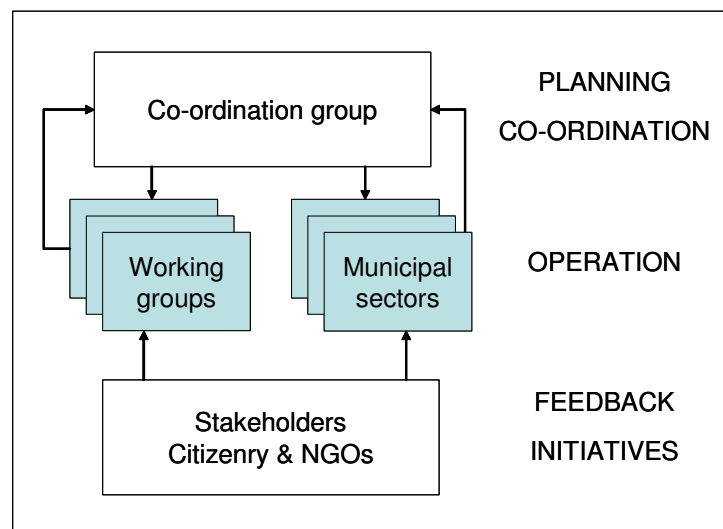 Co-ordination group
PLANNING
CO-ORDINATION
Working
groups
Municipal
sectors
OPERATION
Stakeholders
Citizenry & NGOs
FEEDBACK
INITIATIVES